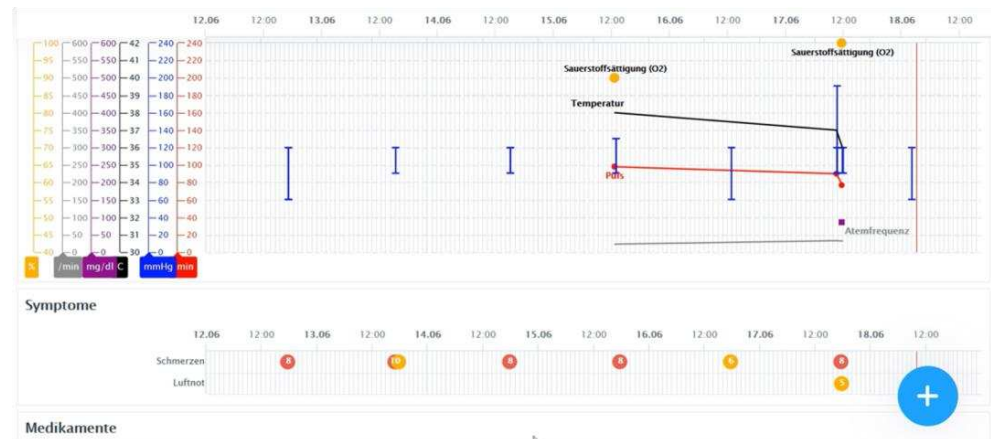 12.06 12:00 13.06 12:00 14.06 12:00 15.06 12:00 16.06 12:00 17.06 12:00 18.06 12:00
100 600 600 42 240 240
95 550 550 41 220 220
90 500 500 40 200 200
85 450 450 39 180 180
80 400 400 38 160 160
75 350 350 37 140 140
70 300 300 36 120 120
65 250 250 35 100 100
60 200 200 34 80 80
55 150 150 33 60 60
50 100 100 32 40 40
45 50 50 31 20 20
40 0 0 30 0 0
% /min mg/dl C mmHg min
Sauerstoffsättigung (O2)
Sauerstoffsättigung (O2)
Temperatur
Puls
Atemfrequenz
Symptome
12.06 12:00 13.06 12:00 14.06 12:00 15.06 12:00 16.06 12:00 17.06 12:00 18.06 12:00
Schmerzen 8 10 8 8 6 8
Luftnot 5
+
Medikamente